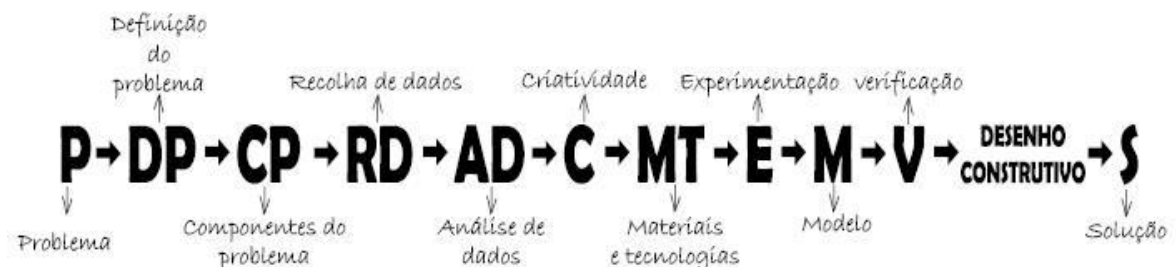 Definição
do
problema
Recolha de dados
Criatividade
Experimentação
verificação
P → DP → CP → RD → AD → C → MT → E → M → V → DESENHO
CONSTRUTIVO → S
Problema
Componentes do
problema
Análise de
dados
Materiais
e tecnologias
Modelo
Solução